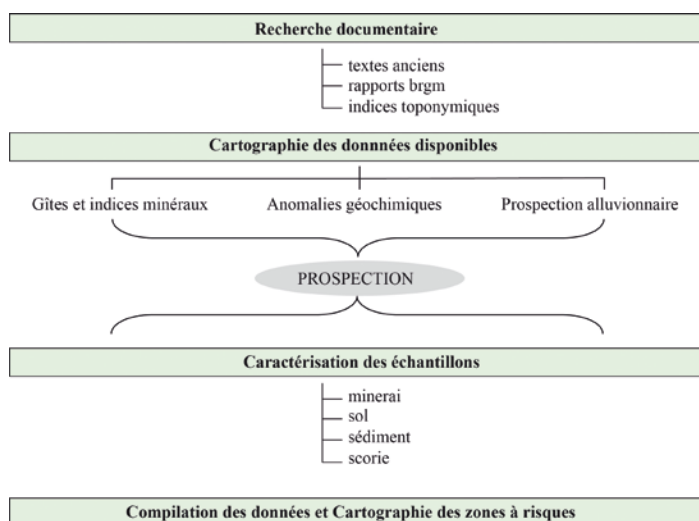 Recherche documentaire
textes anciens
rapports brgm
indices toponymiques
Cartographie des donnnées disponibles
Gîtes et indices minéraux Anomalies géochimiques Prospection alluvionnaire
PROSPECTION
Caractérisation des échantillons
minerai
sol
sédiment
scorie
Compilation des données et Cartographie des zones à risques